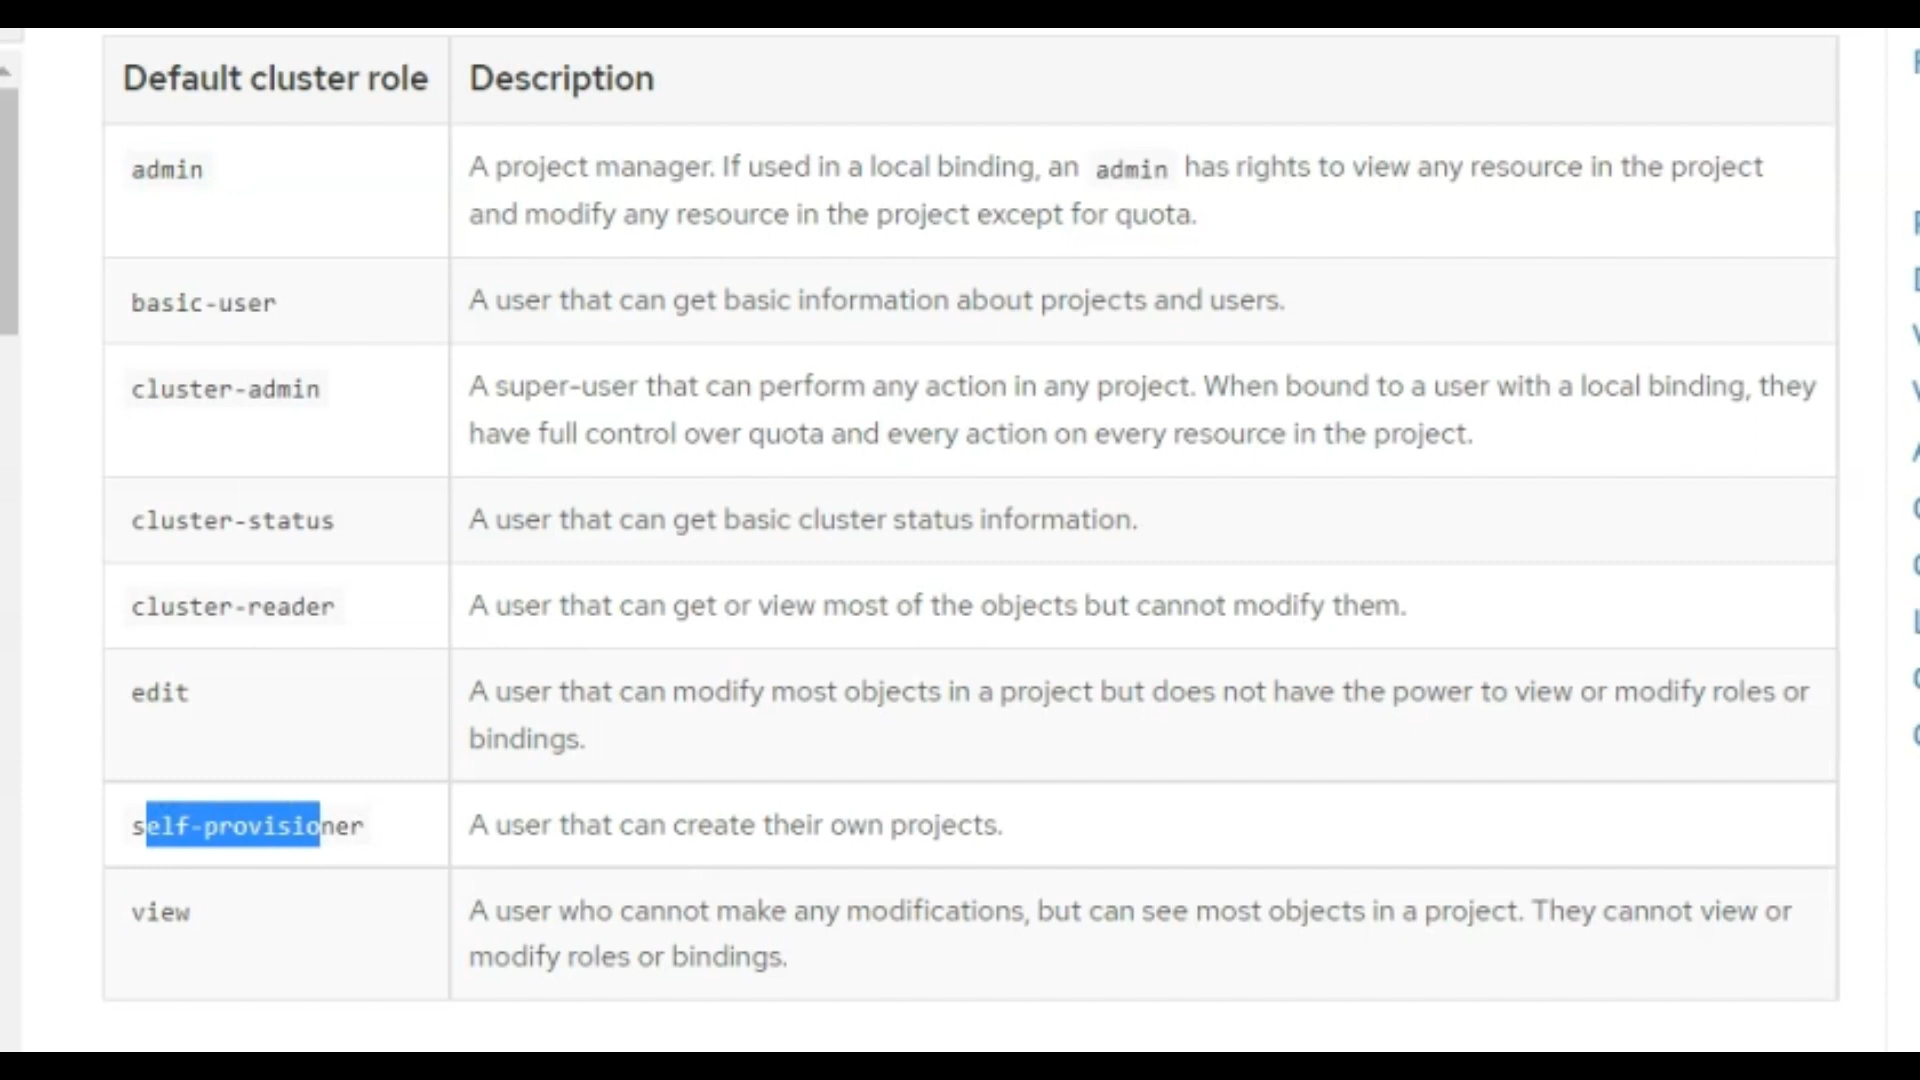 Default cluster role
Description
admin
A project manager. If used in a local binding, an admin has rights to view any resource in the project
and modify any resource in the project except for quota.
basic-user
A user that can get basic information about projects and users.
cluster-admin
A super-user that can perform any action in any project. When bound to a user with a local binding, they
have full control over quota and every action on every resource in the project.
cluster-status
A user that can get basic cluster status information.
cluster-reader
A user that can get or view most of the objects but cannot modify them.
edit
A user that can modify most objects in a project but does not have the power to view or modify roles or
bindings.
self-provisioner
A user that can create their own projects.
view
A user who cannot make any modifications, but can see most objects in a project. They cannot view or
modify roles or bindings.